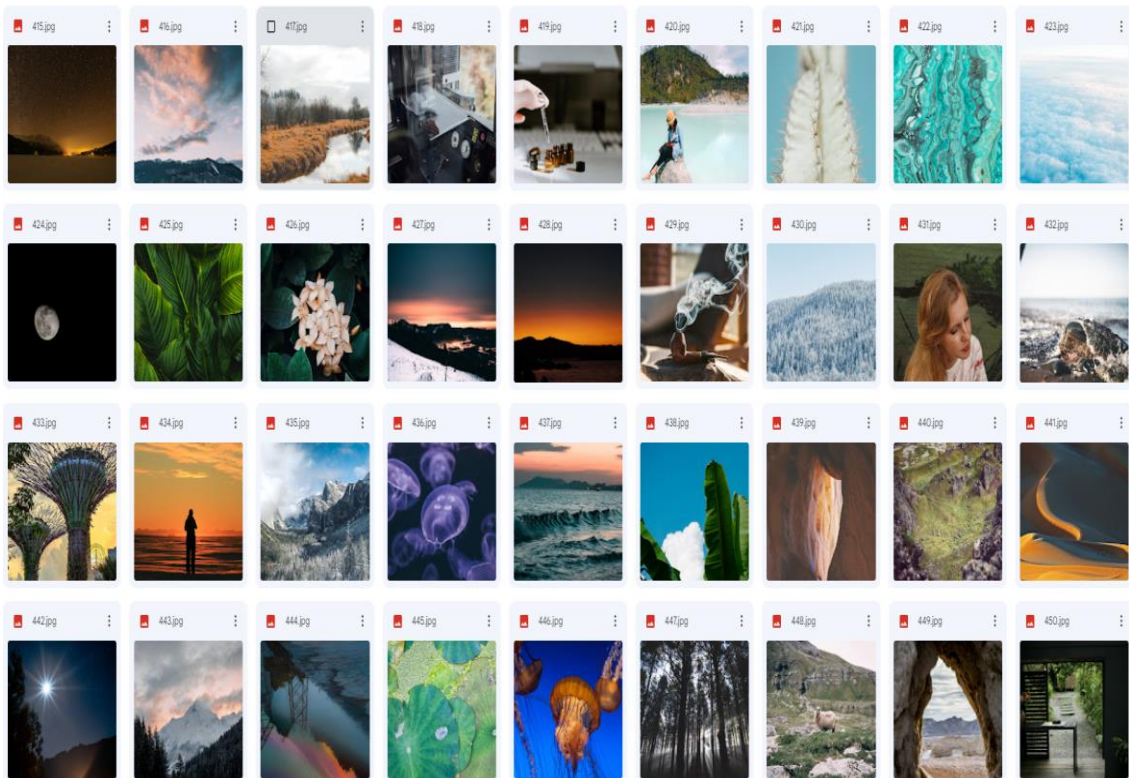 415.jpg 416.jpg 417.jpg 418.jpg 419.jpg 420.jpg 421.jpg 422.jpg 423.jpg
424.jpg 425.jpg 426.jpg 427.jpg 428.jpg 429.jpg 430.jpg 431.jpg 432.jpg
433.jpg 434.jpg 435.jpg 436.jpg 437.jpg 438.jpg 439.jpg 440.jpg 441.jpg
442.jpg 443.jpg 444.jpg 445.jpg 446.jpg 447.jpg 448.jpg 449.jpg 450.jpg